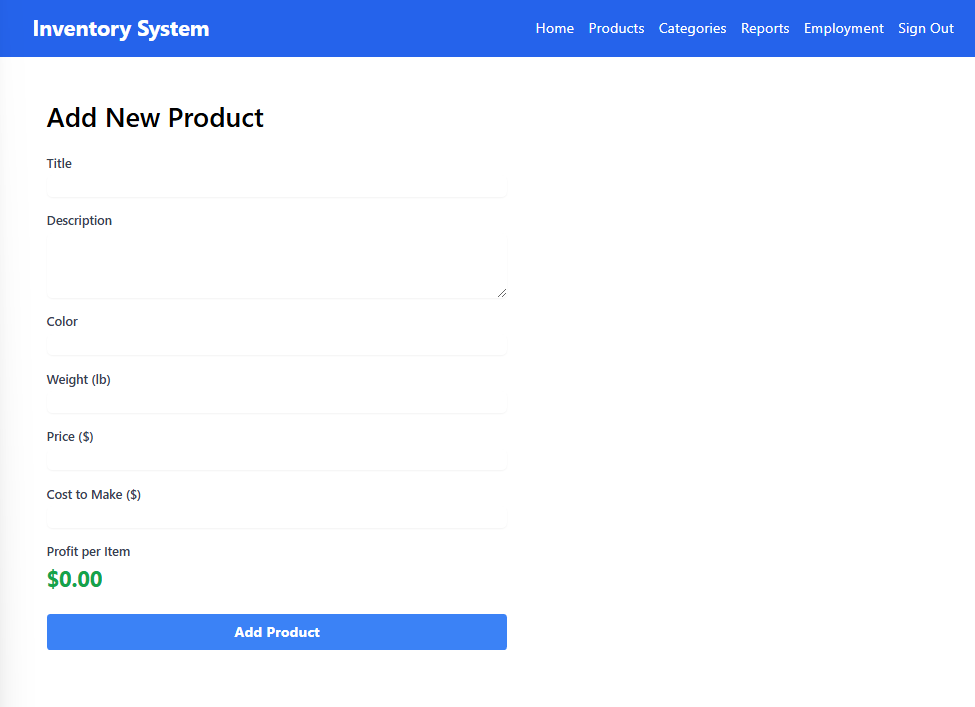 Inventory System
Home Products Categories Reports Employment Sign Out
Add New Product
Title
Description
Color
Weight (lb)
Price ($)
Cost to Make ($)
Profit per Item
$0.00
Add Product